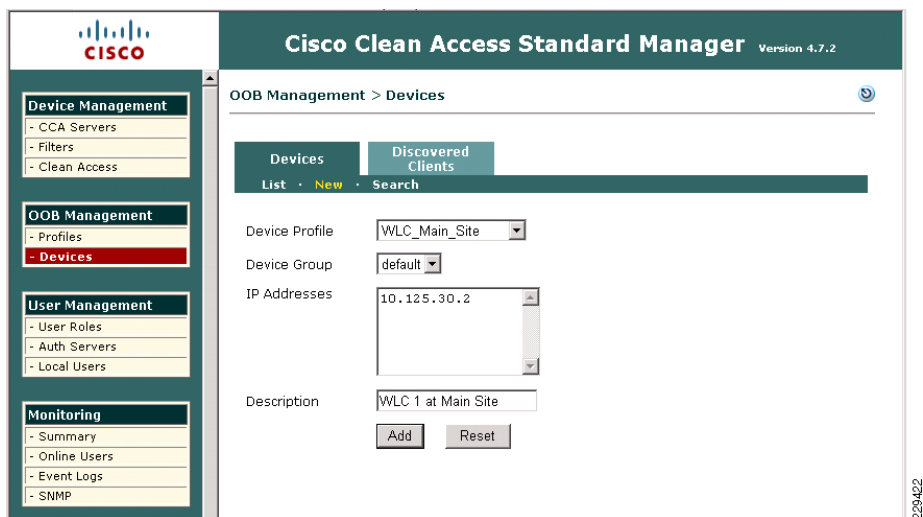 CISCO
Cisco Clean Access Standard Manager Version 4.7.2
Device Management
- CCA Servers
- Filters
- Clean Access
OOB Management
- Profiles
- Devices
User Management
- User Roles
- Auth Servers
- Local Users
Monitoring
- Summary
- Online Users
- Event Logs
- SNMP
OOB Management > Devices
Devices
Discovered
Clients
List · New · Search
Device Profile WLC_Main_Site
Device Group default
IP Addresses 10.125.30.2
Description WLC 1 at Main Site
Add Reset
229422